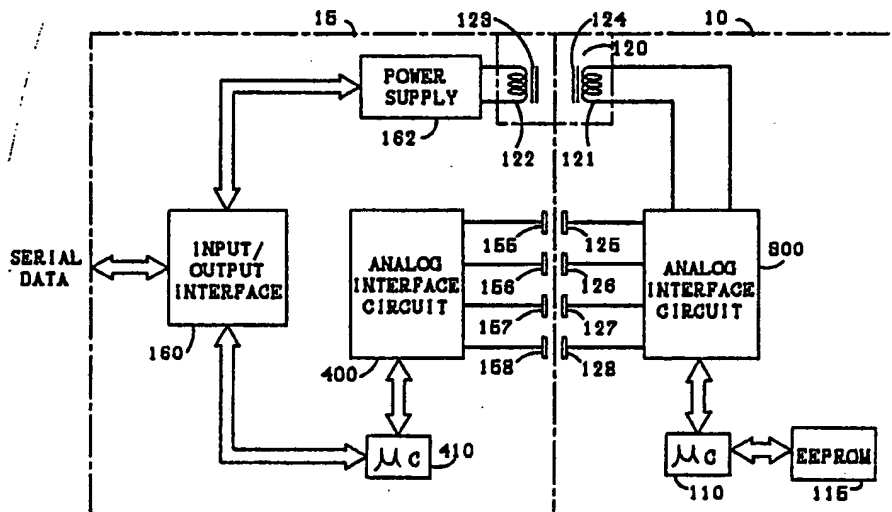 15
123
124
120
10
POWER
SUPPLY
162
122
121
SERIAL
DATA
INPUT/
OUTPUT
INTERFACE
160
ANALOG
INTERFACE
CIRCUIT
400
155
125
156
126
157
127
158
128
ANALOG
INTERFACE
CIRCUIT
300
μC
410
μC
110
EEPROM
115